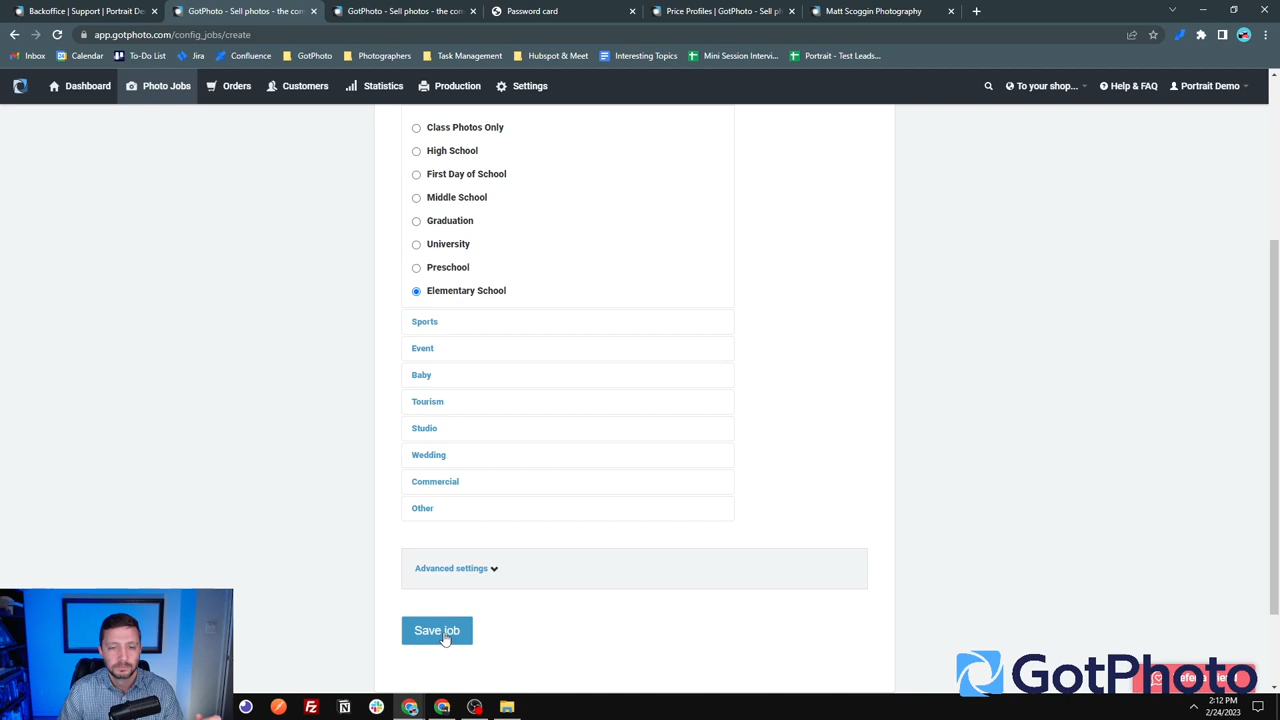 Backoffice | Support | Portrait De
GotPhoto - Sell photos - the com
GotPhoto - Sell photos - the com
Password card
Price Profiles | GotPhoto - Sell ph
Matt Scoggin Photography
app.gotphoto.com/config_jobs/create
Inbox
Calendar
To-Do List
Jira
Confluence
GotPhoto
Photographers
Task Management
Hubspot & Meet
Interesting Topics
Mini Session Intervi...
Portrait - Test Leads...
Dashboard
Photo Jobs
Orders
Customers
Statistics
Production
Settings
To your shop...
Help & FAQ
Portrait Demo
Class Photos Only
High School
First Day of School
Middle School
Graduation
University
Preschool
Elementary School
Sports
Event
Baby
Tourism
Studio
Wedding
Commercial
Other
Advanced settings
Save job
GotPhoto
2:12 PM
2/24/2023